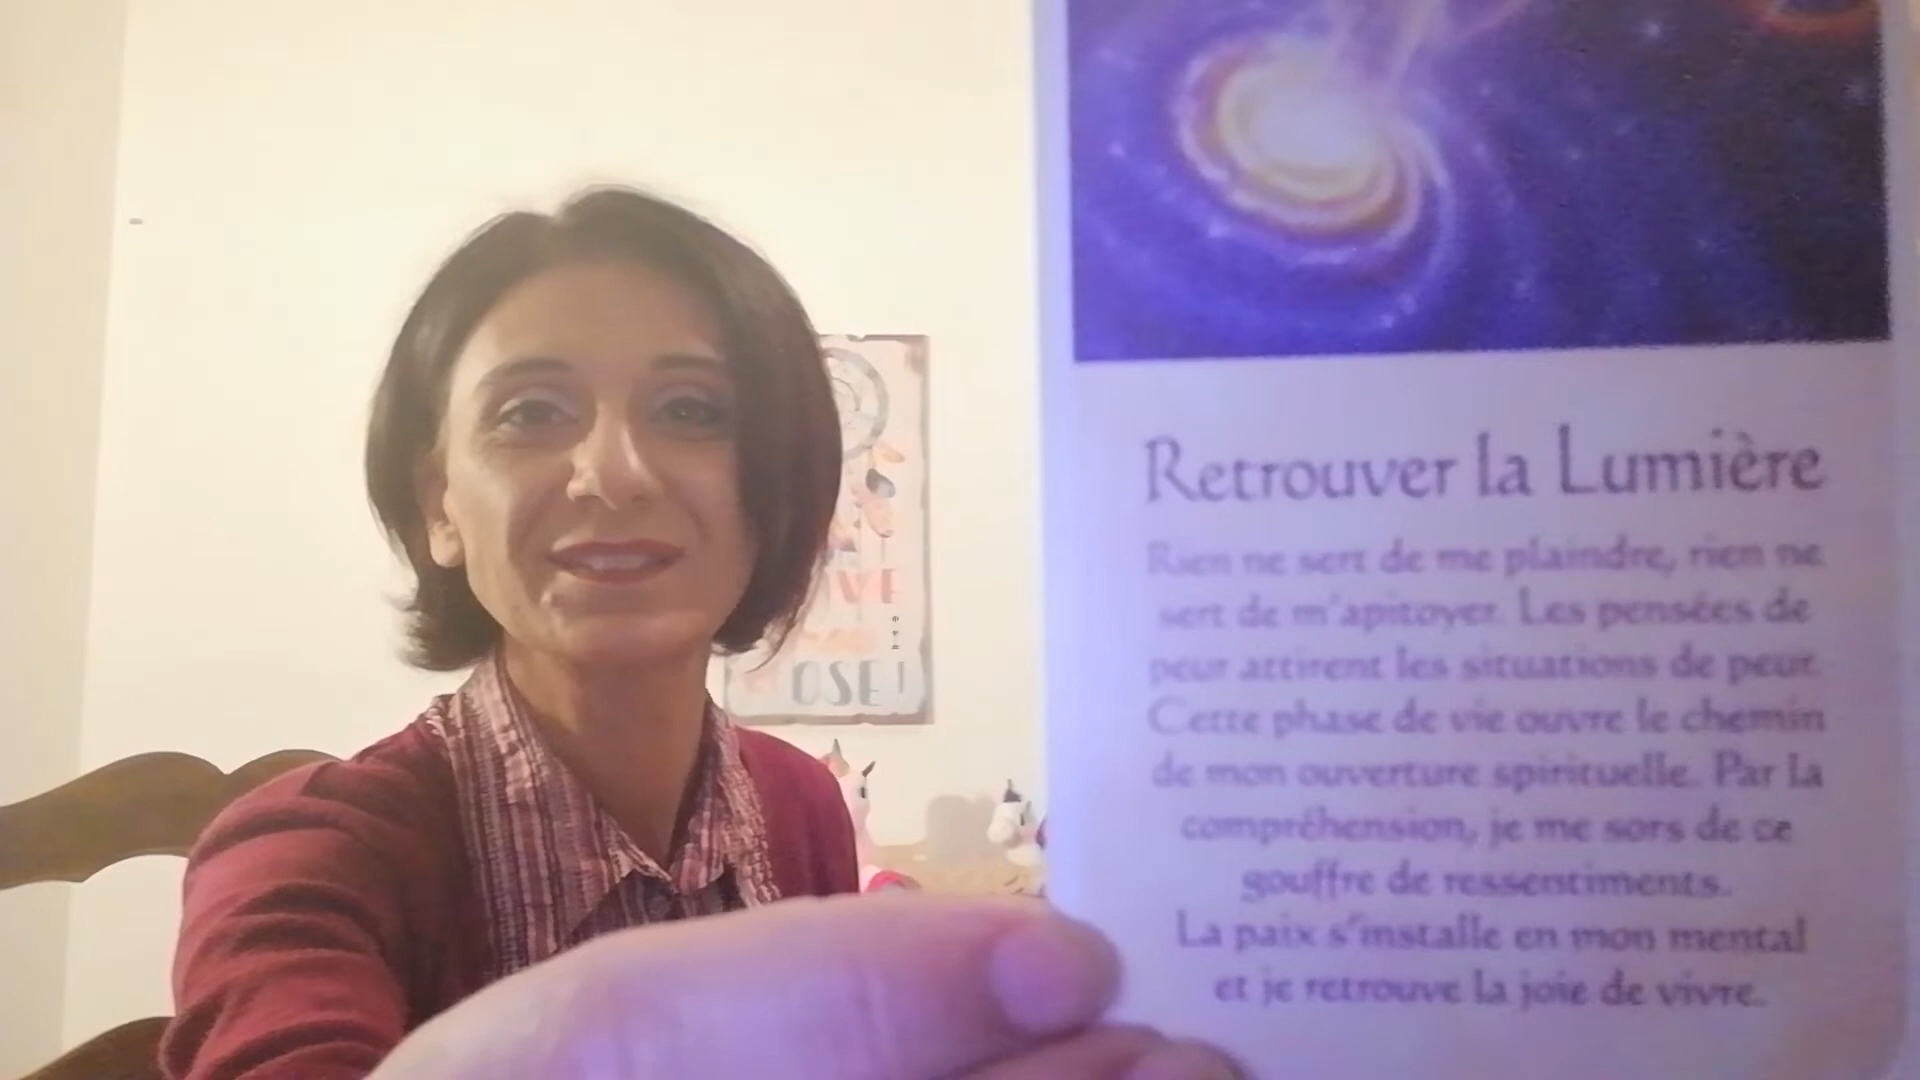 VE
OSE!
Retrouver la Lumière
Rien ne sert de me plaindre, rien ne
sert de m'apitoyer. Les pensées de
peur attirent les situations de peur.
Cette phase de vie ouvre le chemin
de mon ouverture spirituelle. Par la
compréhension, je me sors de ce
gouffre de ressentiments.
La paix s'installe en mon mental
et je retrouve la joie de vivre.